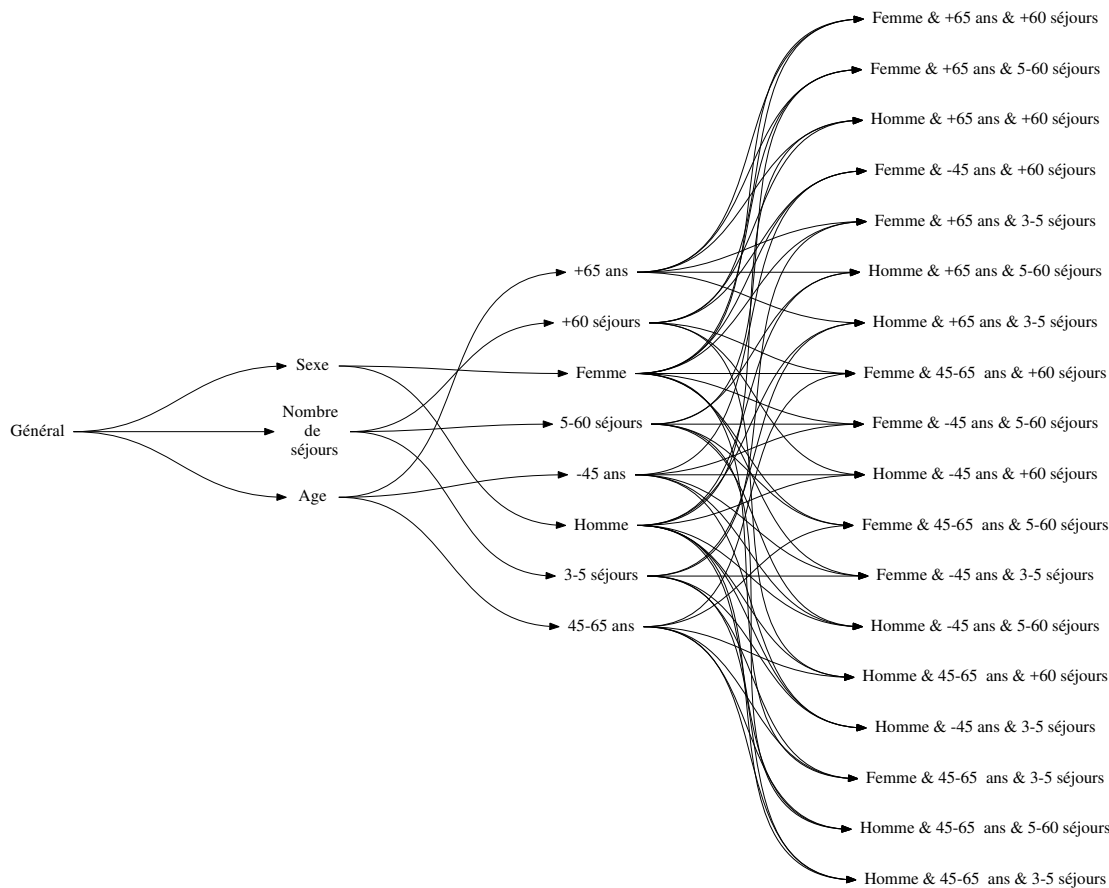 Général
Sexe
Nombre
de
séjours
Age
+65 ans
+60 séjours
Femme
5-60 séjours
-45 ans
Homme
3-5 séjours
45-65 ans
Femme & +65 ans & +60 séjours
Femme & +65 ans & 5-60 séjours
Homme & +65 ans & +60 séjours
Femme & -45 ans & +60 séjours
Femme & +65 ans & 3-5 séjours
Homme & +65 ans & 5-60 séjours
Homme & +65 ans & 3-5 séjours
Femme & 45-65  ans & +60 séjours
Femme & -45 ans & 5-60 séjours
Homme & -45 ans & +60 séjours
Femme & 45-65  ans & 5-60 séjours
Femme & -45 ans & 3-5 séjours
Homme & -45 ans & 5-60 séjours
Homme & 45-65  ans & +60 séjours
Homme & -45 ans & 3-5 séjours
Femme & 45-65  ans & 3-5 séjours
Homme & 45-65  ans & 5-60 séjours
Homme & 45-65  ans & 3-5 séjours